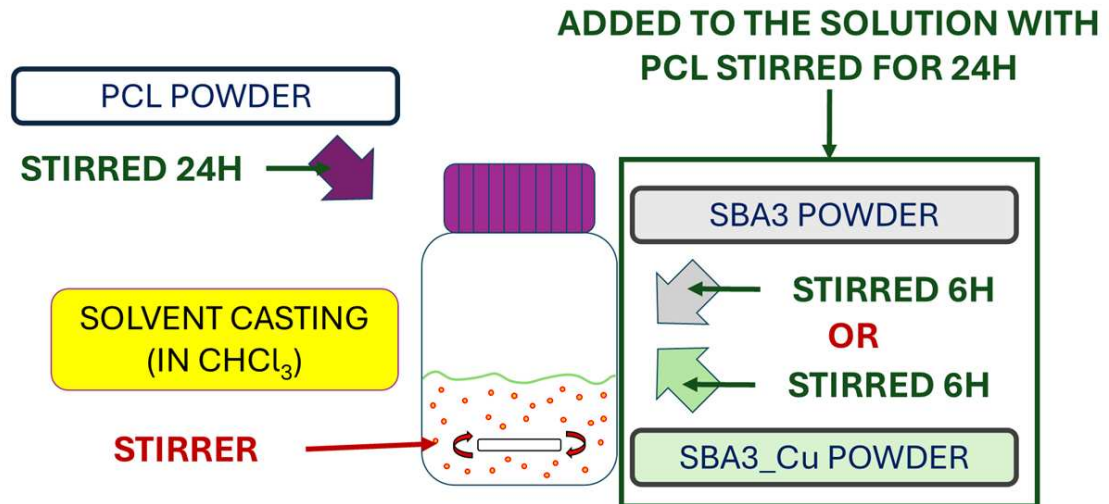 ADDED TO THE SOLUTION WITH
PCL STIRRED FOR 24H
PCL POWDER
STIRRED 24H
SBA3 POWDER
STIRRED 6H
OR
STIRRED 6H
SBA3_Cu POWDER
SOLVENT CASTING
(IN CHCl₃)
STIRRER